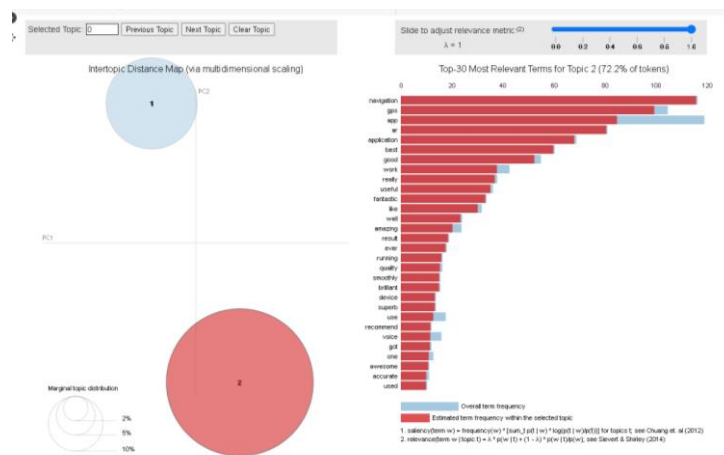 Selected Topic: 0 Previous Topic Next Topic Clear Topic
Slide to adjust relevance metric:(2)
λ = 1
0.0 0.2 0.4 0.6 0.8 1.0
Intertopic Distance Map (via multidimensional scaling)
PC2
1
PC1
2
Marginal topic distribution
2%
5%
10%
Top-30 Most Relevant Terms for Topic 2 (72.2% of tokens)
0 20 40 60 80 100 120
navigation
gps
app
ar
application
best
good
work
really
useful
fantastic
like
well
amazing
result
ever
running
quality
smoothly
brilliant
device
superb
use
recommend
voice
got
one
awesome
accurate
used
Overall term frequency
Estimated term frequency within the selected topic
1. saliency(term w) = frequency(w) * [sum_t p(t | w) * log(p(t | w)/p(t))] for topics t; see Chuang et. al (2012)
2. relevance(term w | topic t) = λ * p(w | t) + (1 - λ) * p(w | t)/p(w); see Sievert & Shirley (2014)